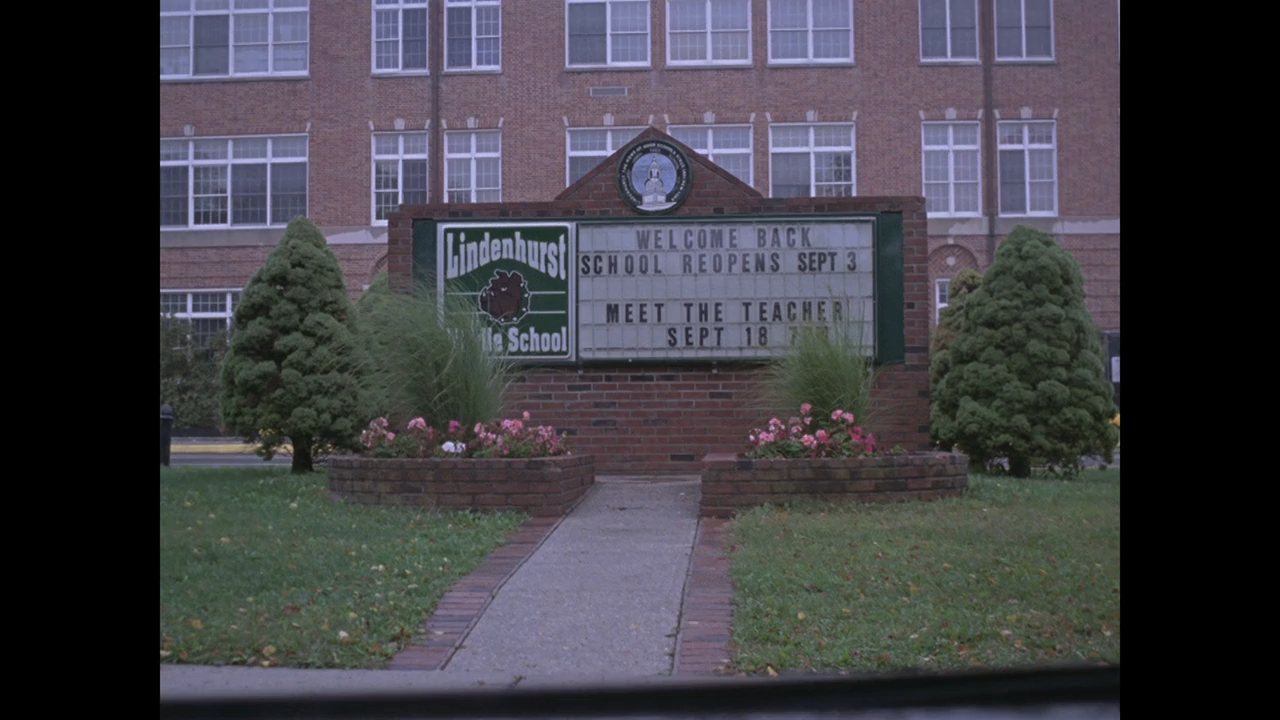 WELCOME BACK
SCHOOL REOPENS SEPT 3
MEET THE TEACHER
SEPT 18
Lindenhurst
School